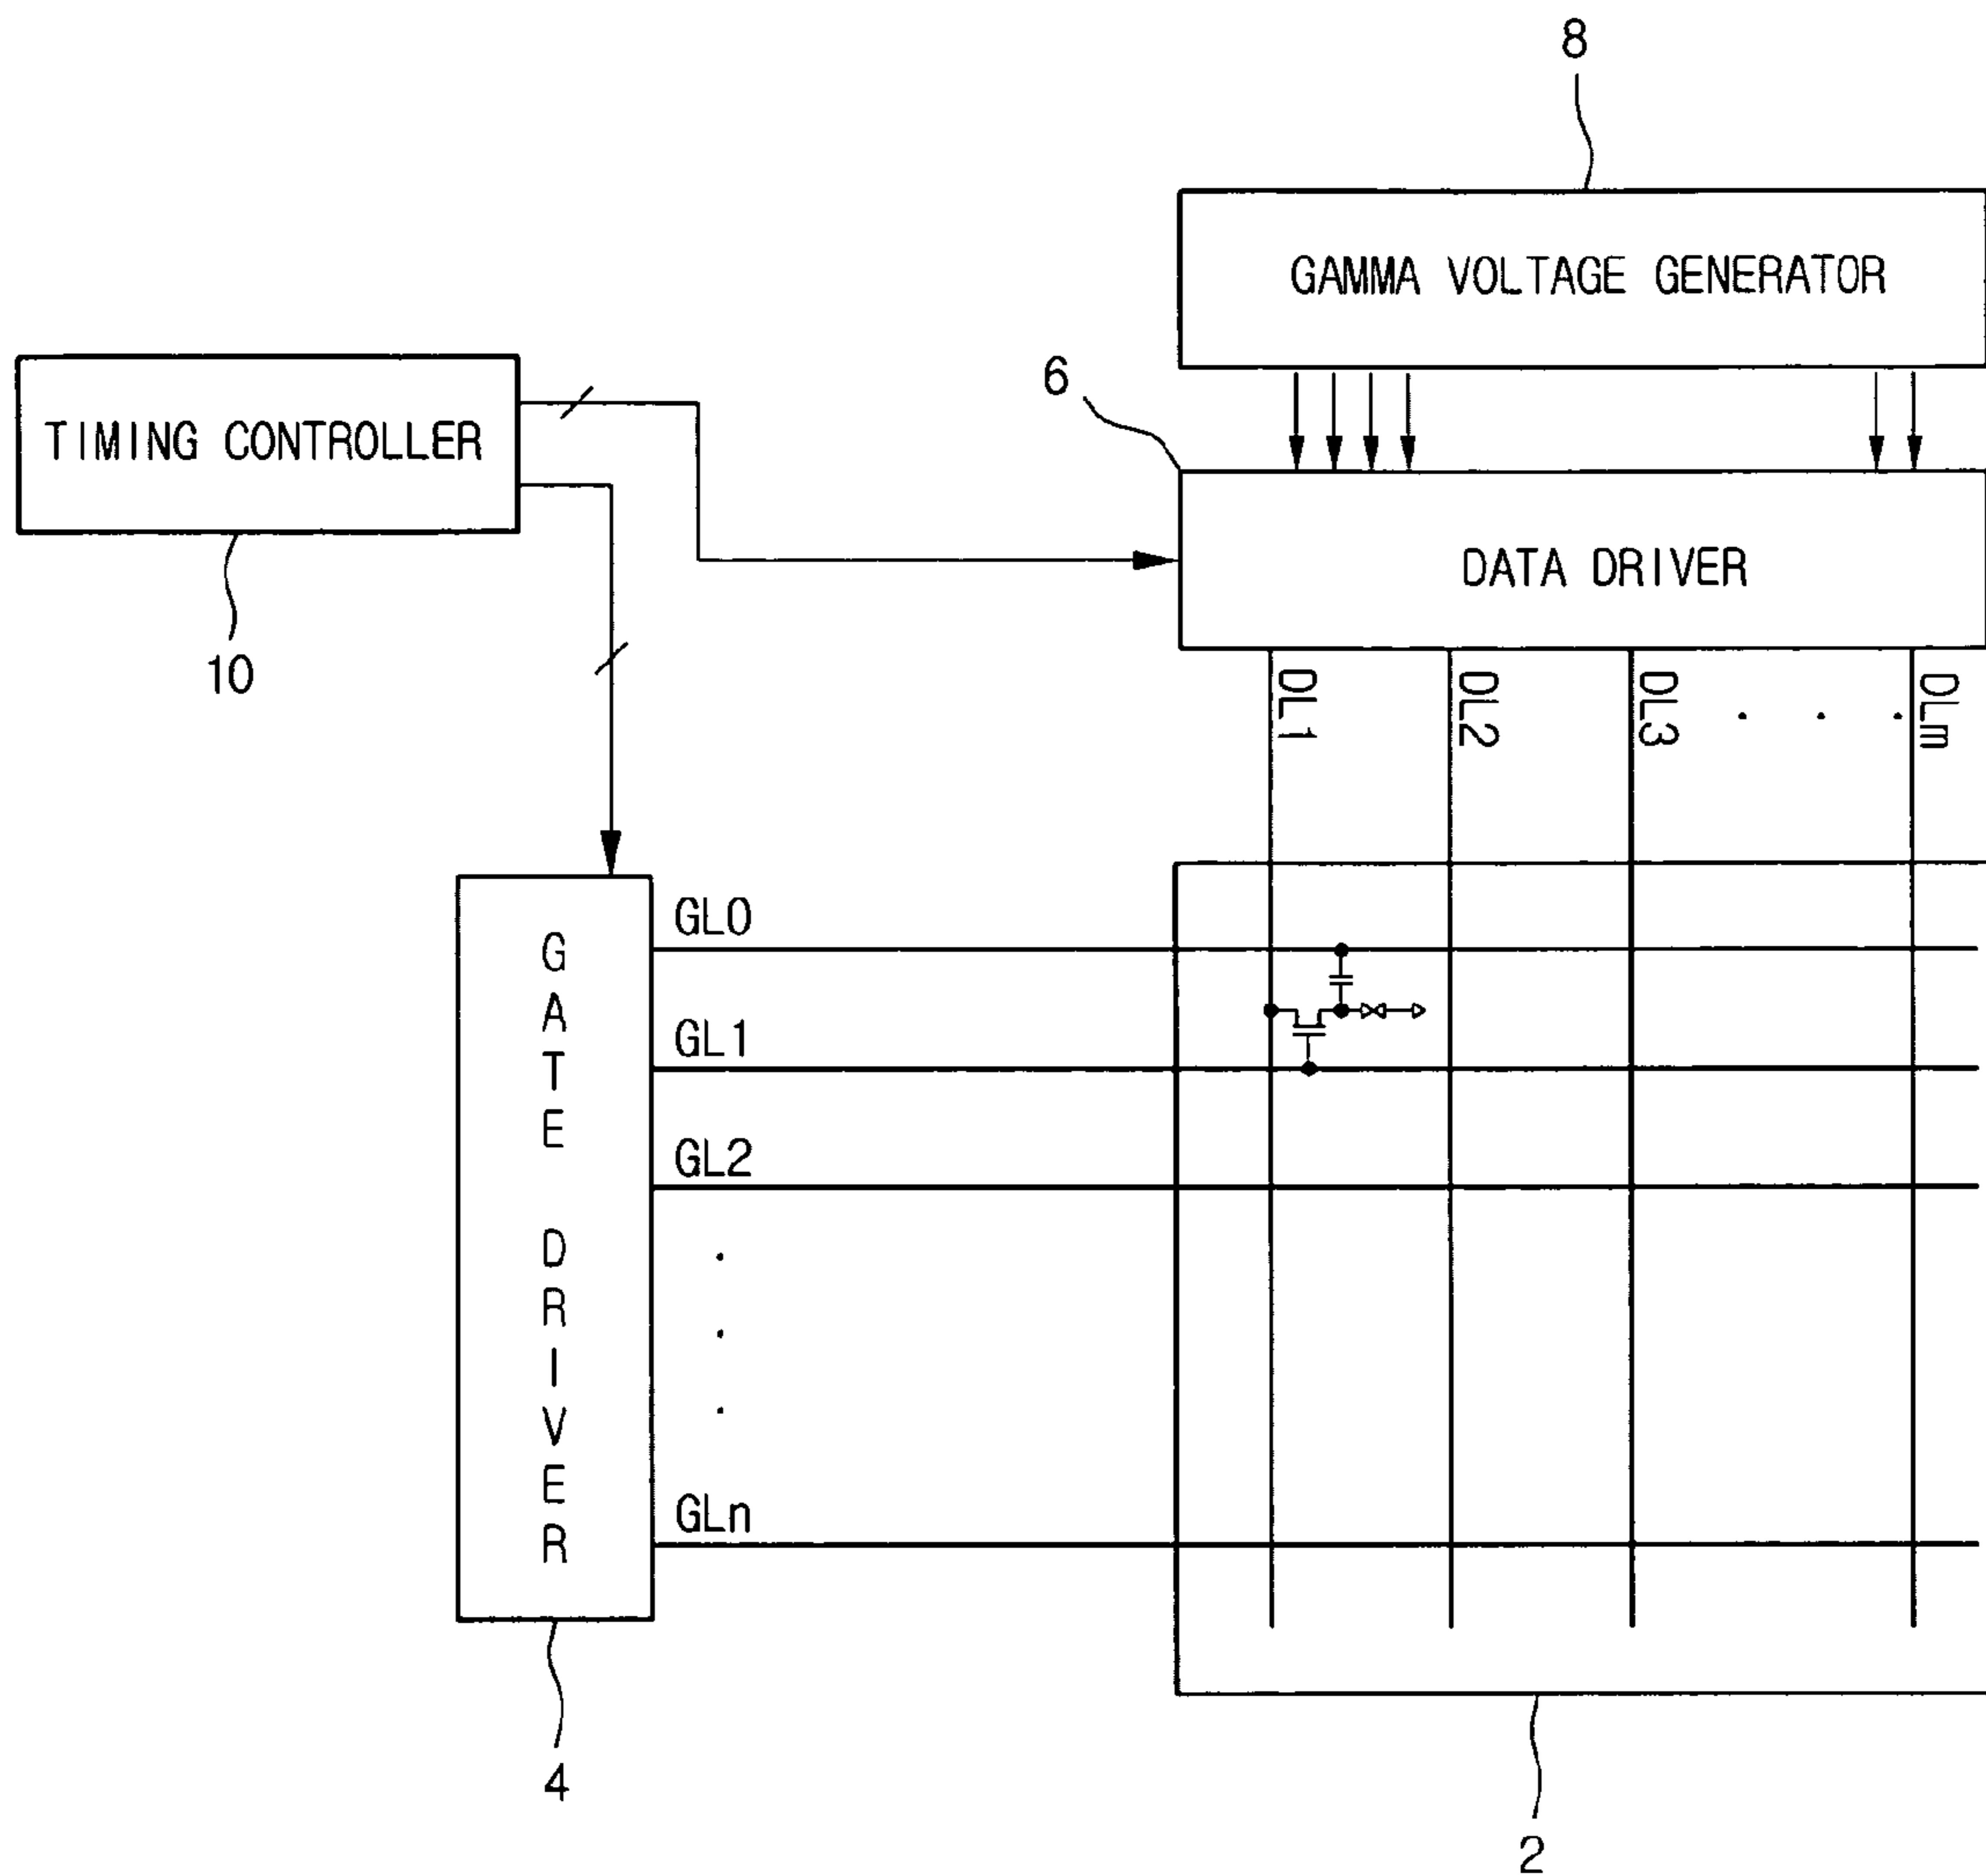 8
GAMMA VOLTAGE GENERATOR
6
TIMING CONTROLLER
DATA DRIVER
10
DL1
DL2
DL3
. . .
DLm
GATE DRIVER
GL0
GL1
GL2
.
.
.
GLn
4
2